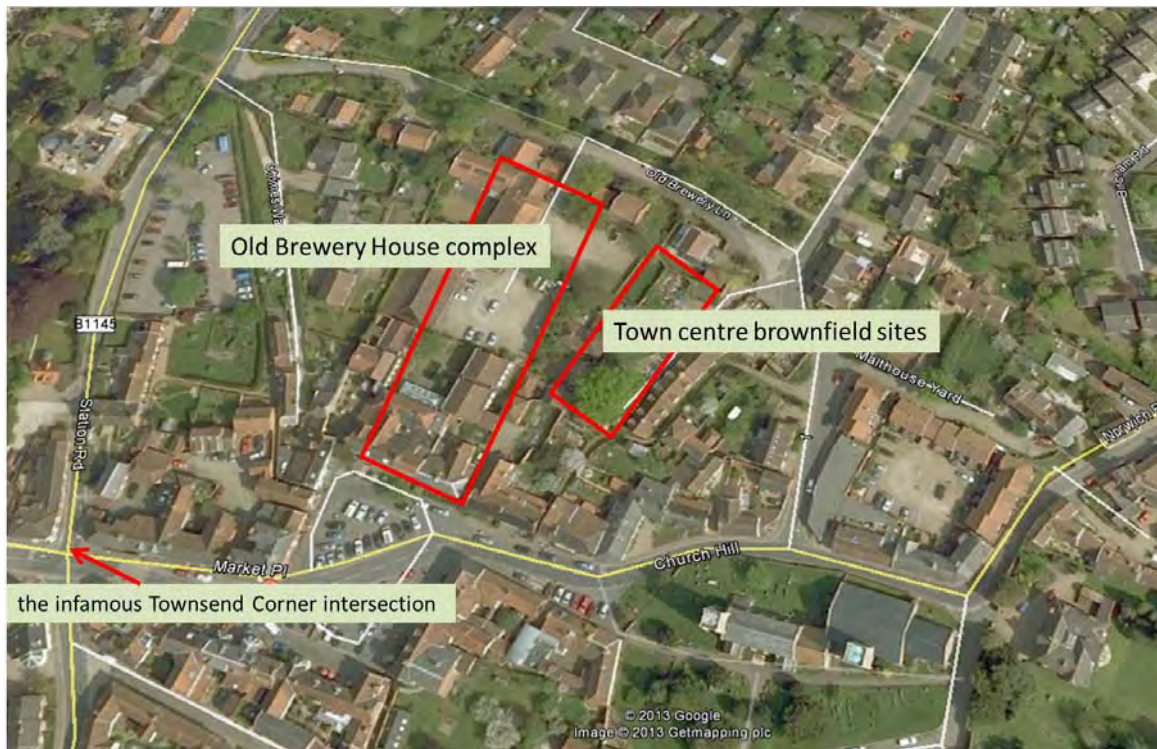 Old Brewery Ln
Old Brewery House complex
Town centre brownfield sites
B1145
Malthouse Yard
Station Rd
Norwich
Church Hill
Market Pl
the infamous Townsend Corner intersection
© 2013 Google
Image © 2013 Getmapping plc